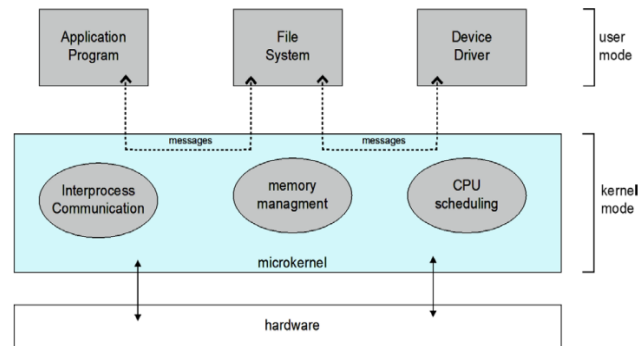 Application
Program
File
System
Device
Driver
user
mode
messages
messages
Interprocess
Communication
memory
managment
CPU
scheduling
kernel
mode
microkernel
hardware